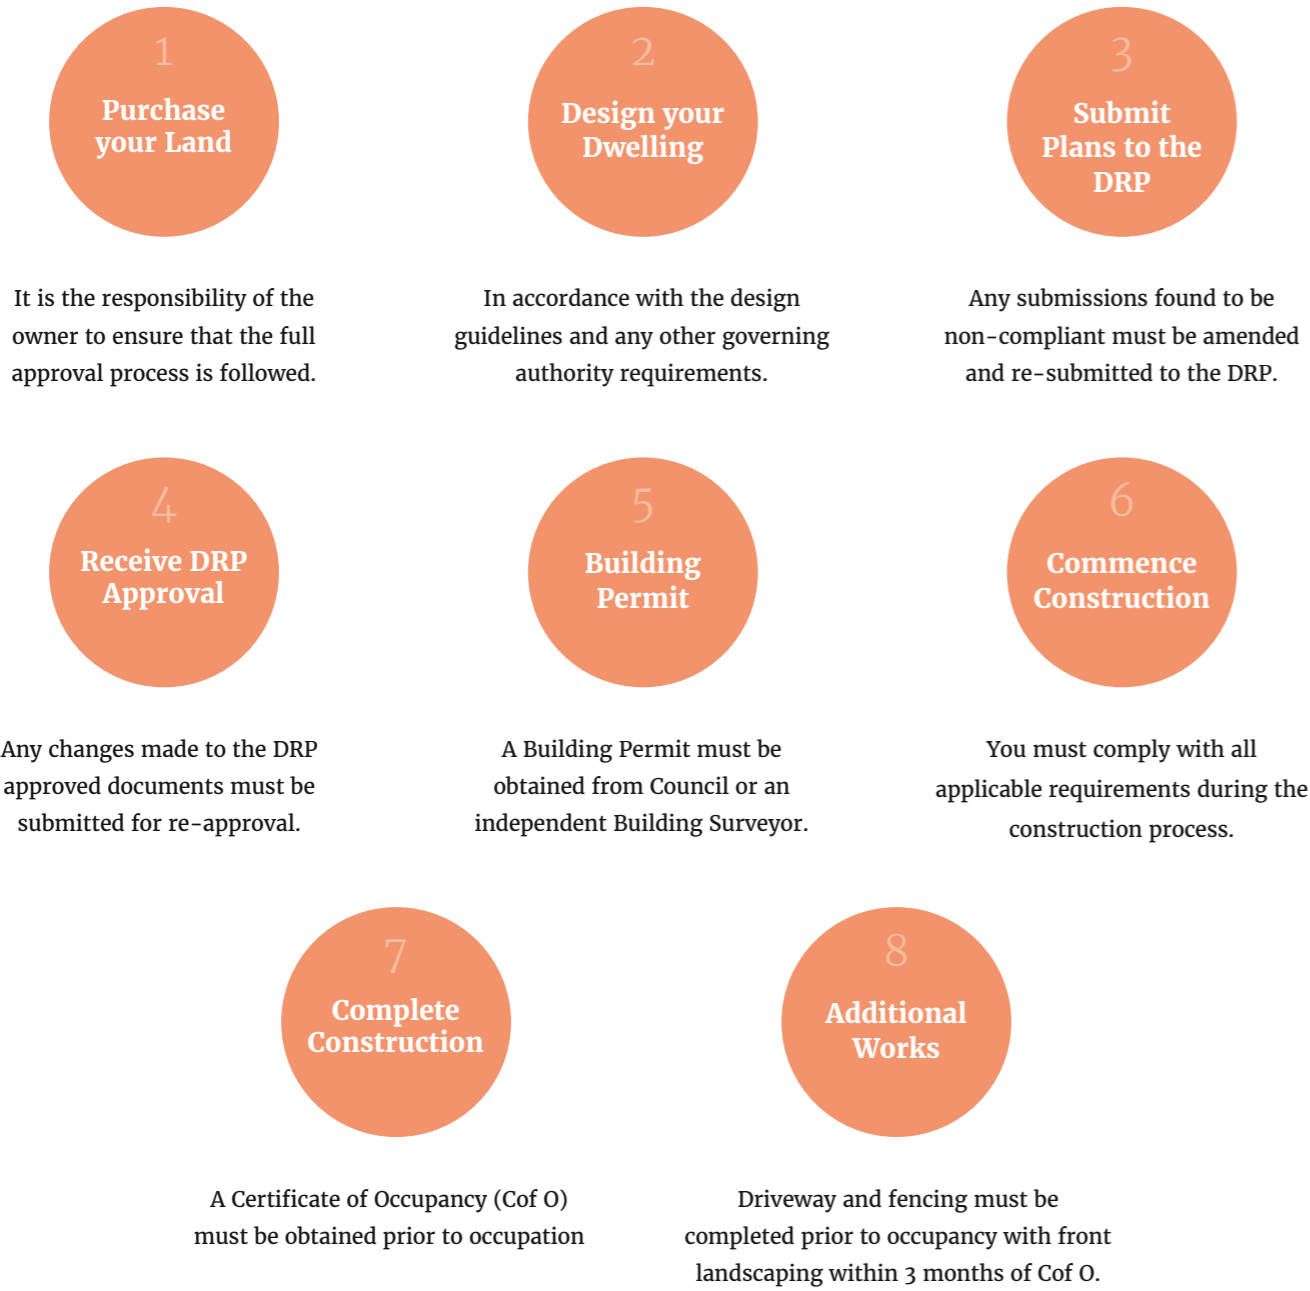 1
Purchase
your Land
It is the responsibility of the
owner to ensure that the full
approval process is followed.
2
Design your
Dwelling
In accordance with the design
guidelines and any other governing
authority requirements.
3
Submit
Plans to the
DRP
Any submissions found to be
non-compliant must be amended
and re-submitted to the DRP.
4
Receive DRP
Approval
Any changes made to the DRP
approved documents must be
submitted for re-approval.
5
Building
Permit
A Building Permit must be
obtained from Council or an
independent Building Surveyor.
6
Commence
Construction
You must comply with all
applicable requirements during the
construction process.
7
Complete
Construction
A Certificate of Occupancy (Cof O)
must be obtained prior to occupation
8
Additional
Works
Driveway and fencing must be
completed prior to occupancy with front
landscaping within 3 months of Cof O.